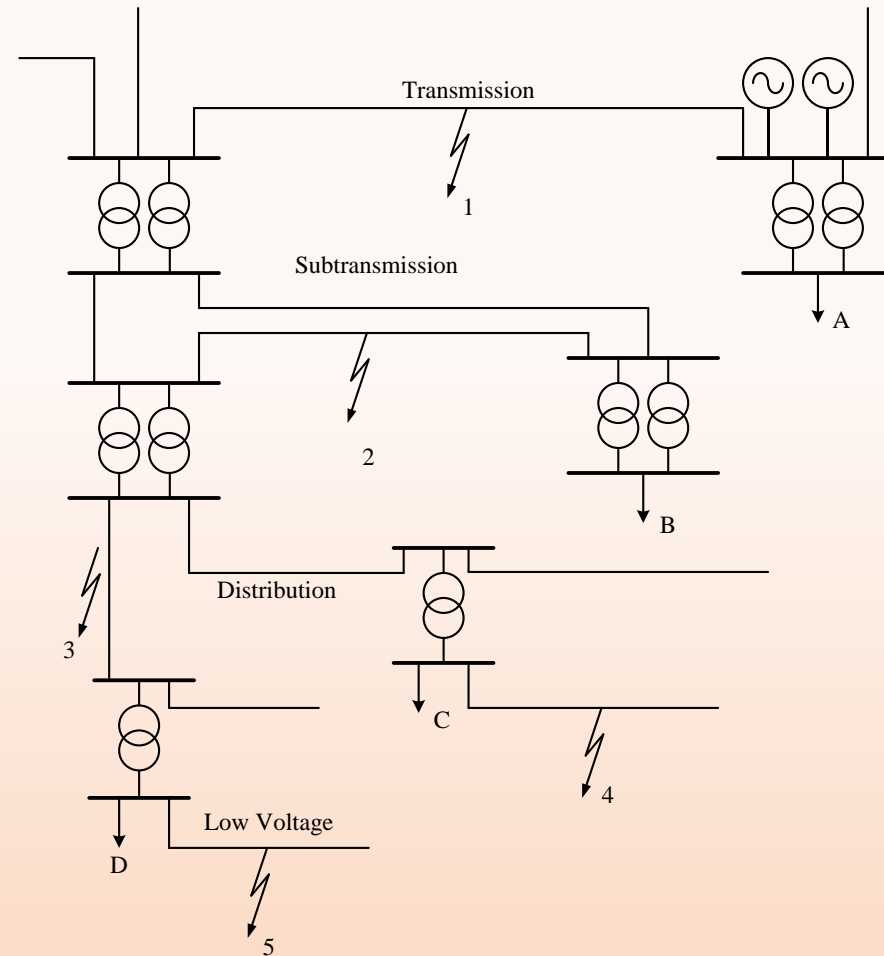 Transmission
1
Subtransmission
A
2
B
Distribution
3
C
4
Low Voltage
D
5